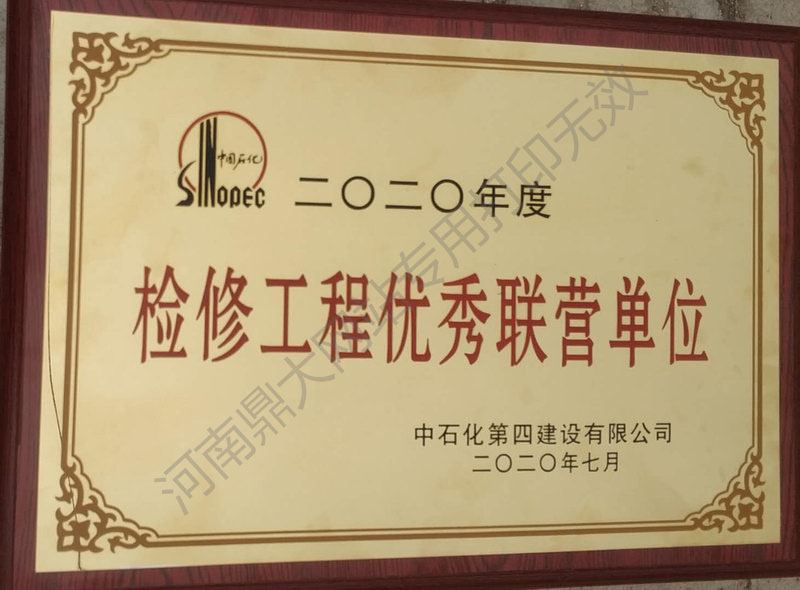 中国石化
SINOPEC
二〇二〇年度
检修工程优秀联营单位
中石化第四建设有限公司
二〇二〇年七月
河南鼎大网站专用打印无效